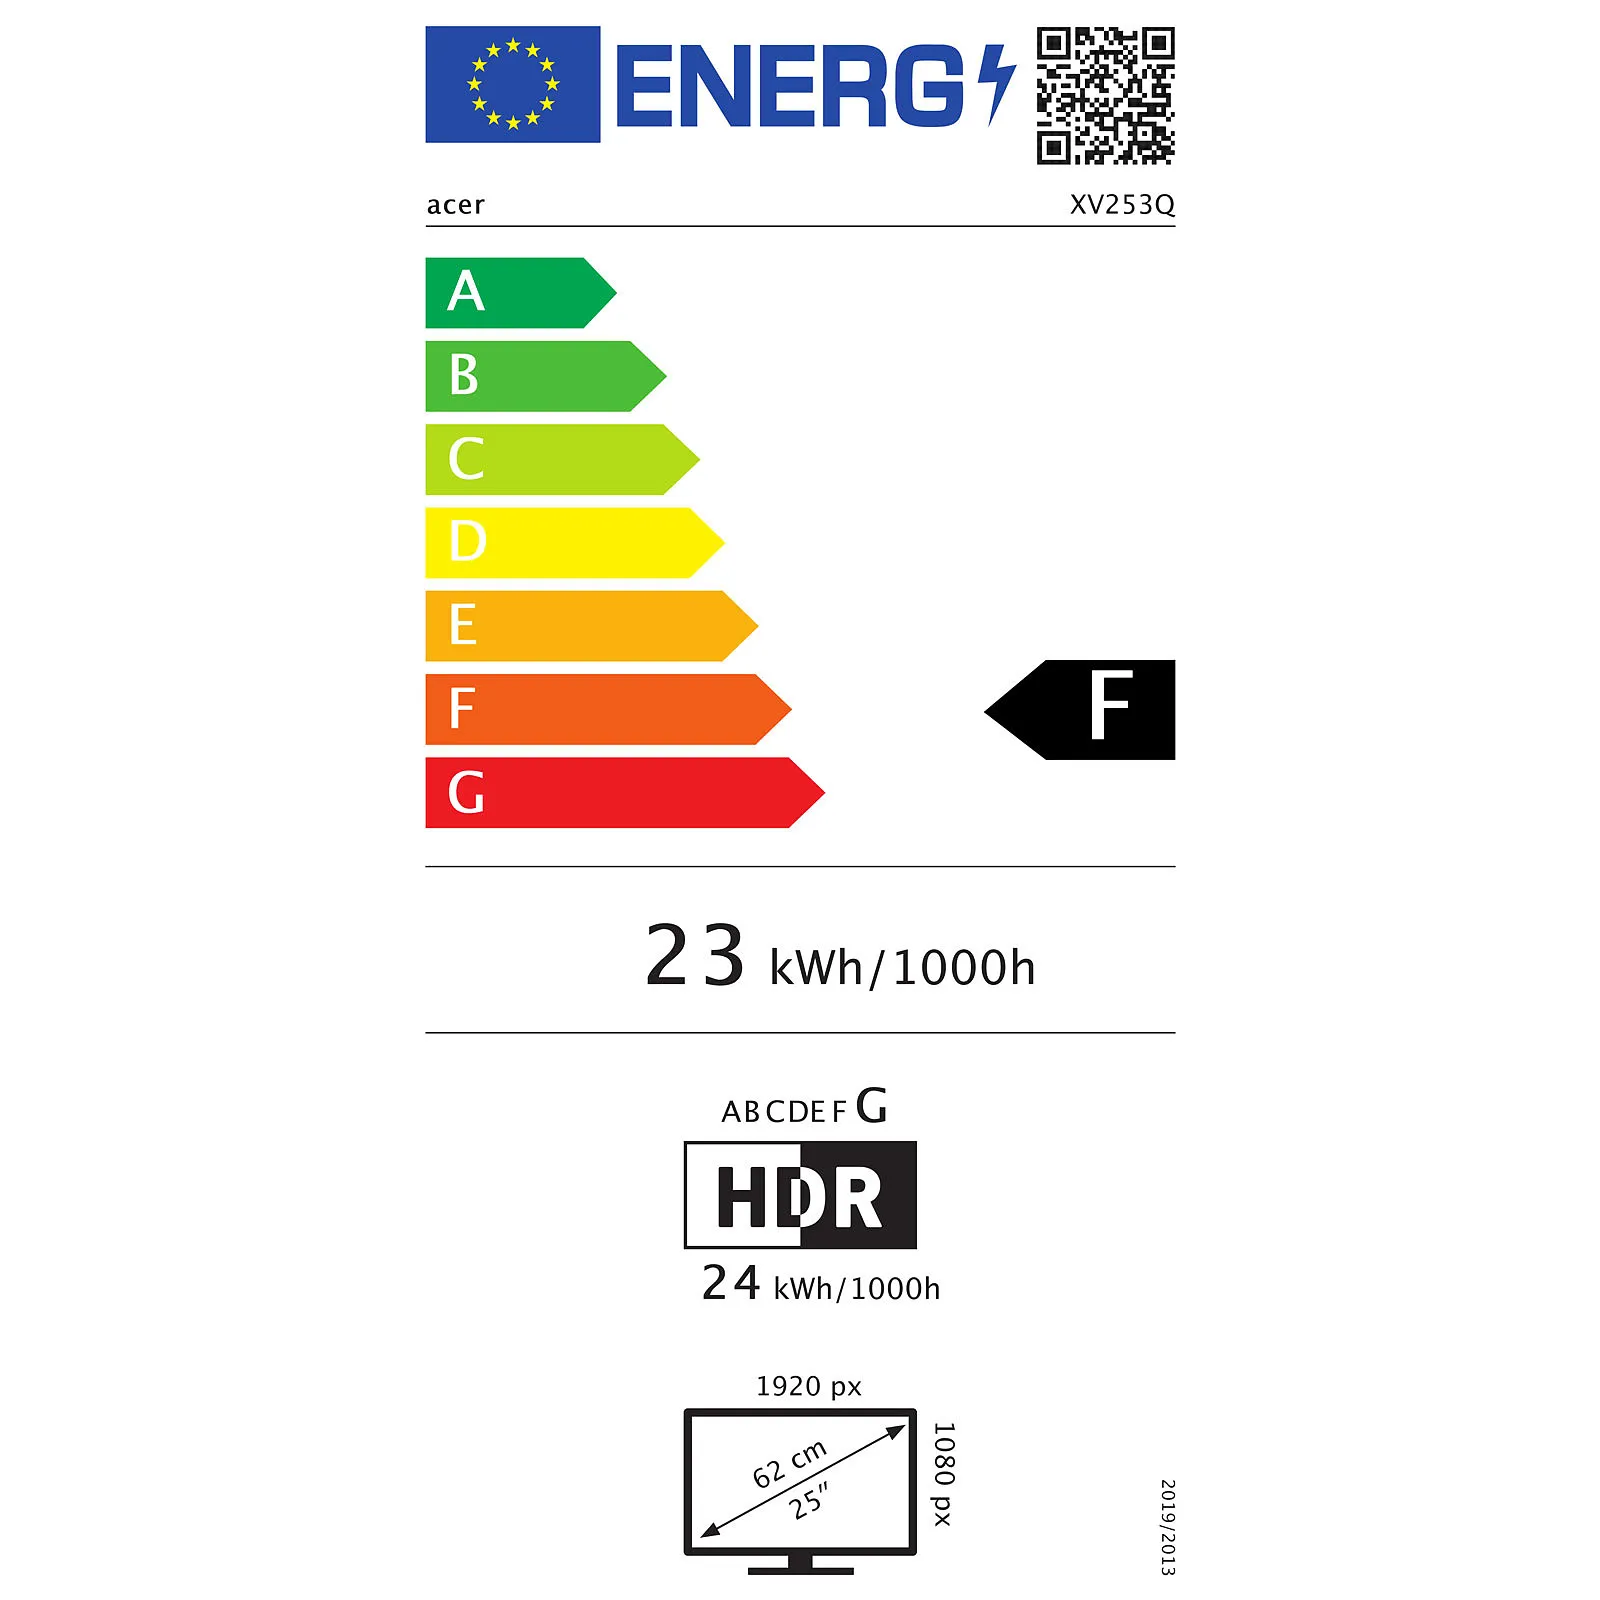 ENERG
acer XV253Q
A
B
C
D
E
F
F
G
23 kWh/1000h
ABCDEFG
HDR
24 kWh/1000h
1920 px
62 cm
25”
1080 px
2019/2013